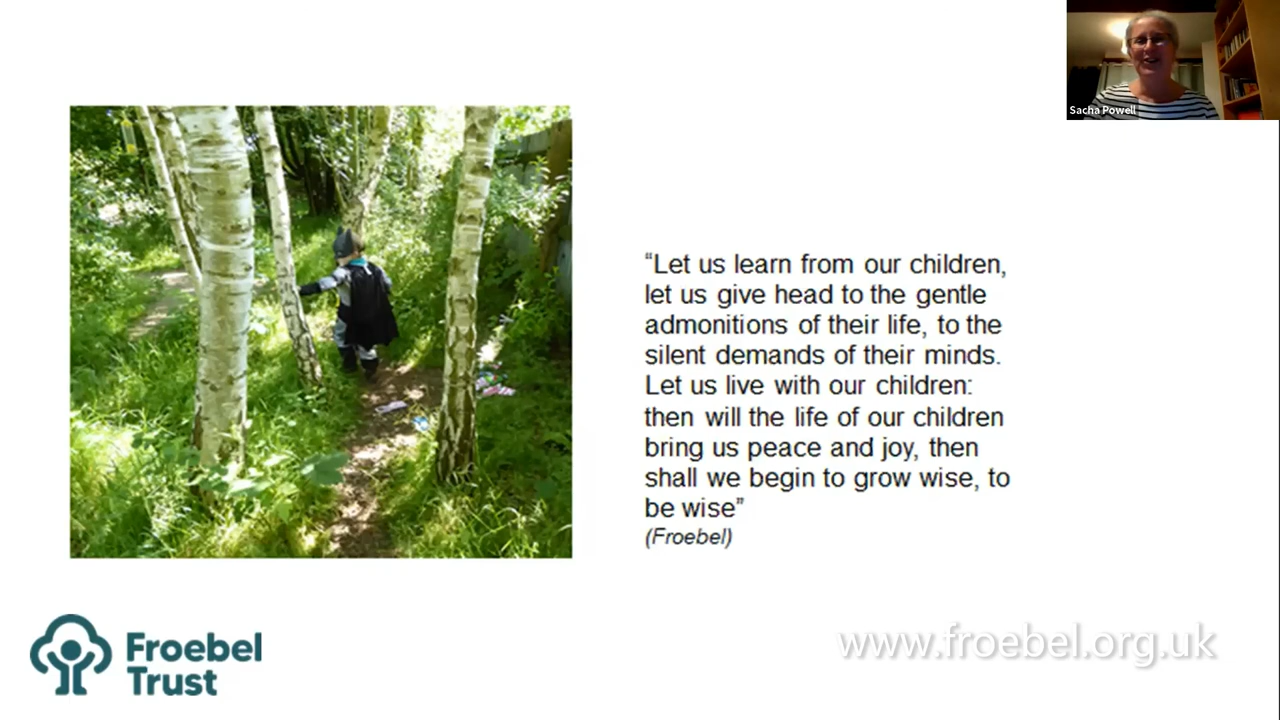 Sacha Powell
“Let us learn from our children,
let us give head to the gentle
admonitions of their life, to the
silent demands of their minds.
Let us live with our children:
then will the life of our children
bring us peace and joy, then
shall we begin to grow wise, to
be wise”
(Froebel)
Froebel
Trust
www.froebel.org.uk